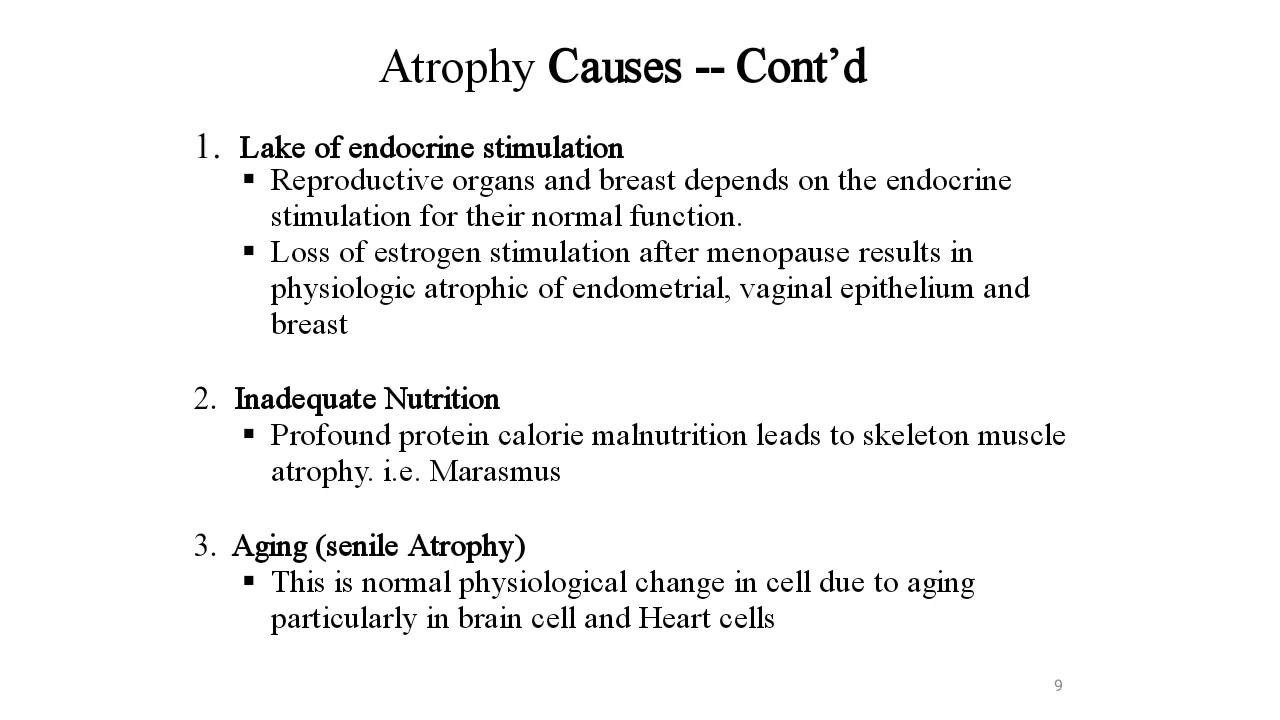 Atrophy Causes -- Cont’d
1. Lake of endocrine stimulation
▪ Reproductive organs and breast depends on the endocrine
stimulation for their normal function.
▪ Loss of estrogen stimulation after menopause results in
physiologic atrophic of endometrial, vaginal epithelium and
breast
2. Inadequate Nutrition
▪ Profound protein calorie malnutrition leads to skeleton muscle
atrophy. i.e. Marasmus
3. Aging (senile Atrophy)
▪ This is normal physiological change in cell due to aging
particularly in brain cell and Heart cells
9